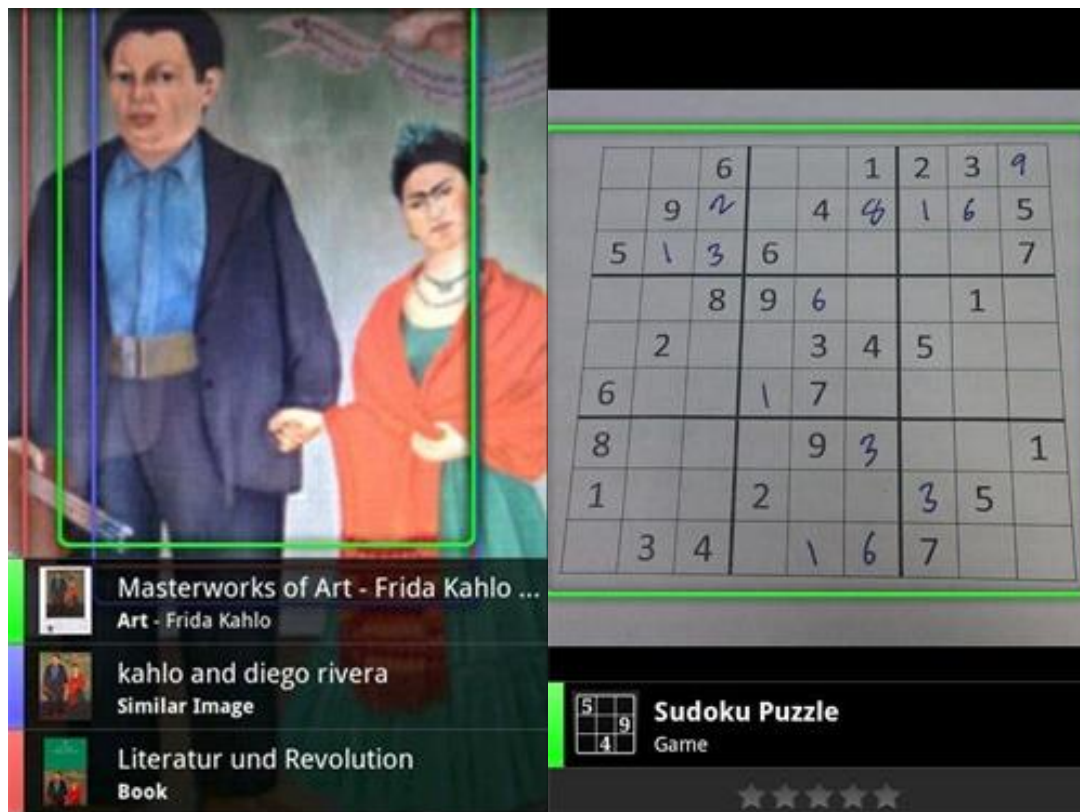 Masterworks of Art - Frida Kahlo ...
Art - Frida Kahlo
kahlo and diego rivera
Similar Image
Literatur und Revolution
Book
6 1 2 3 9
9 2 4 8 1 6 5
5 1 3 6 7
8 9 6 1
2 3 4 5
6 1 7
8 9 3 1
1 2 3 5
3 4 1 6 7
5
9
4
Sudoku Puzzle
Game